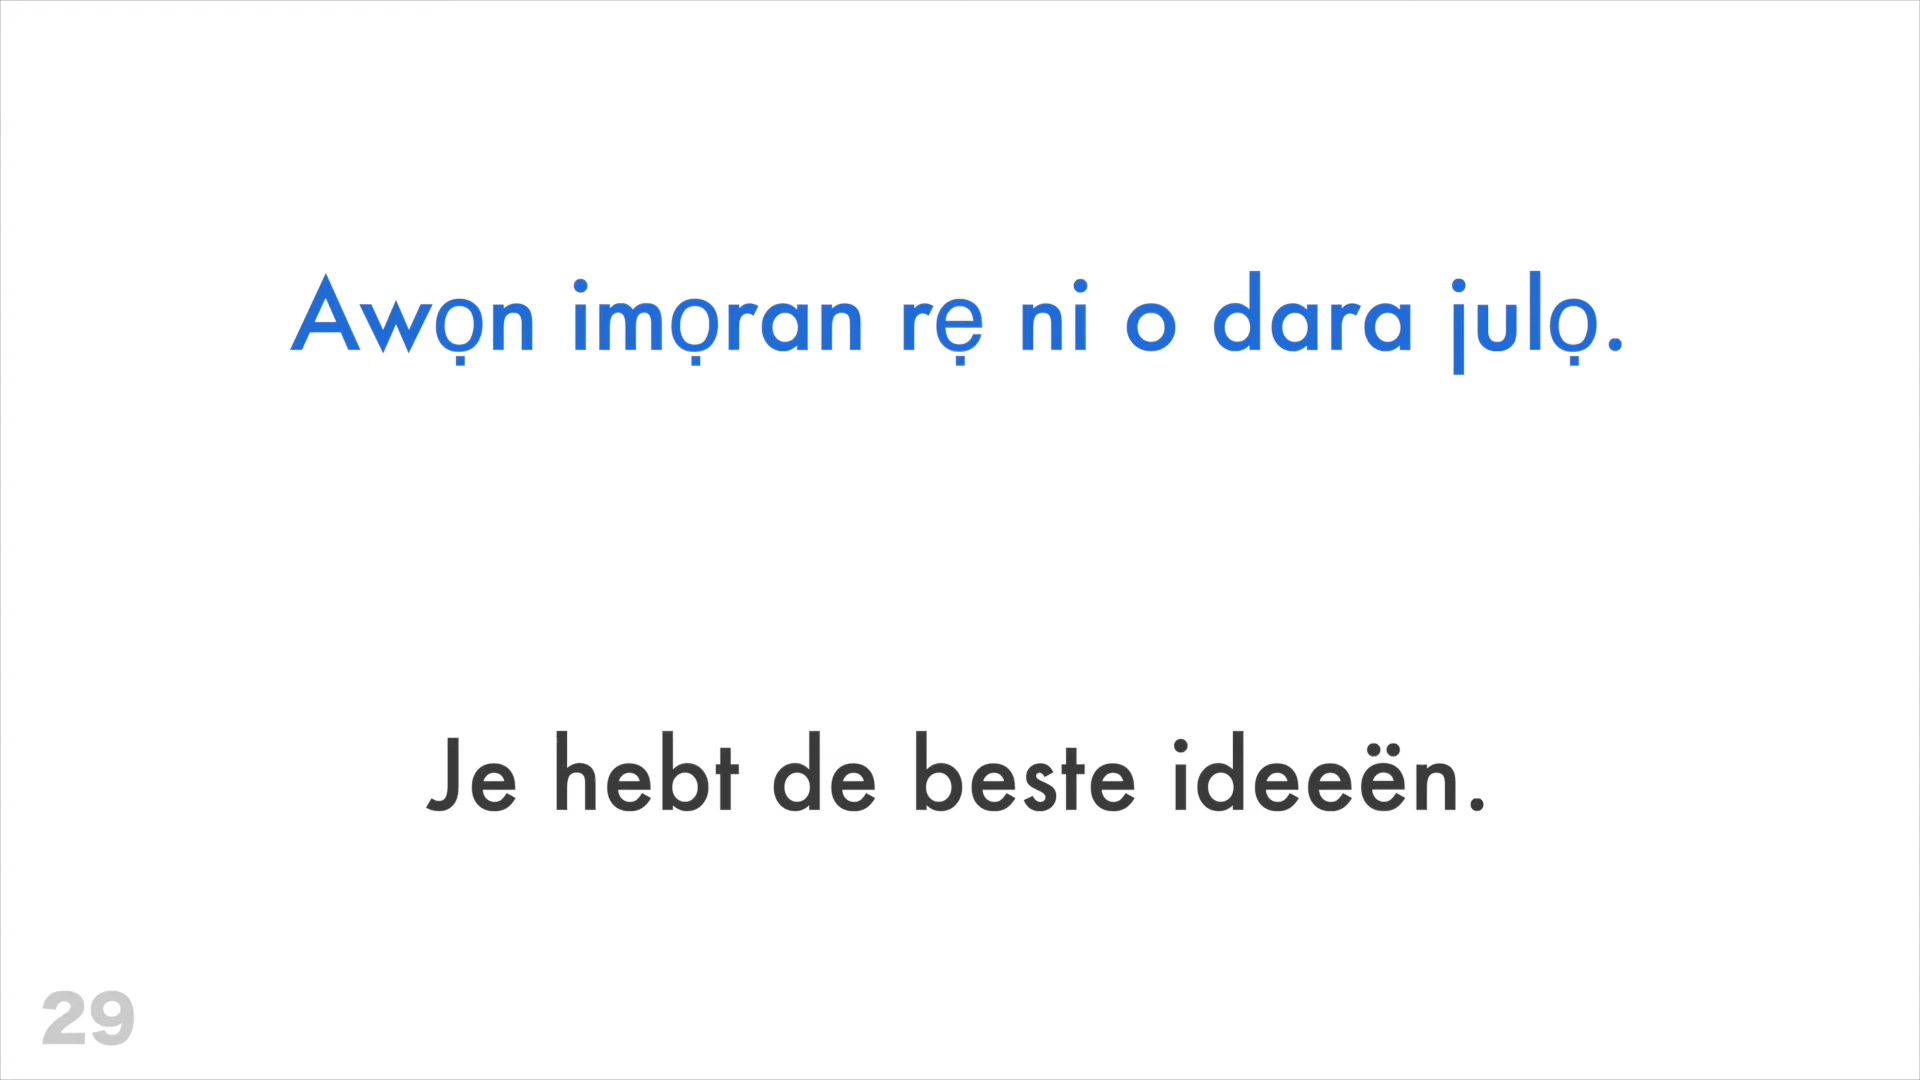 Awọn imọran rẹ ni o dara julọ.
Je hebt de beste ideeën.
29